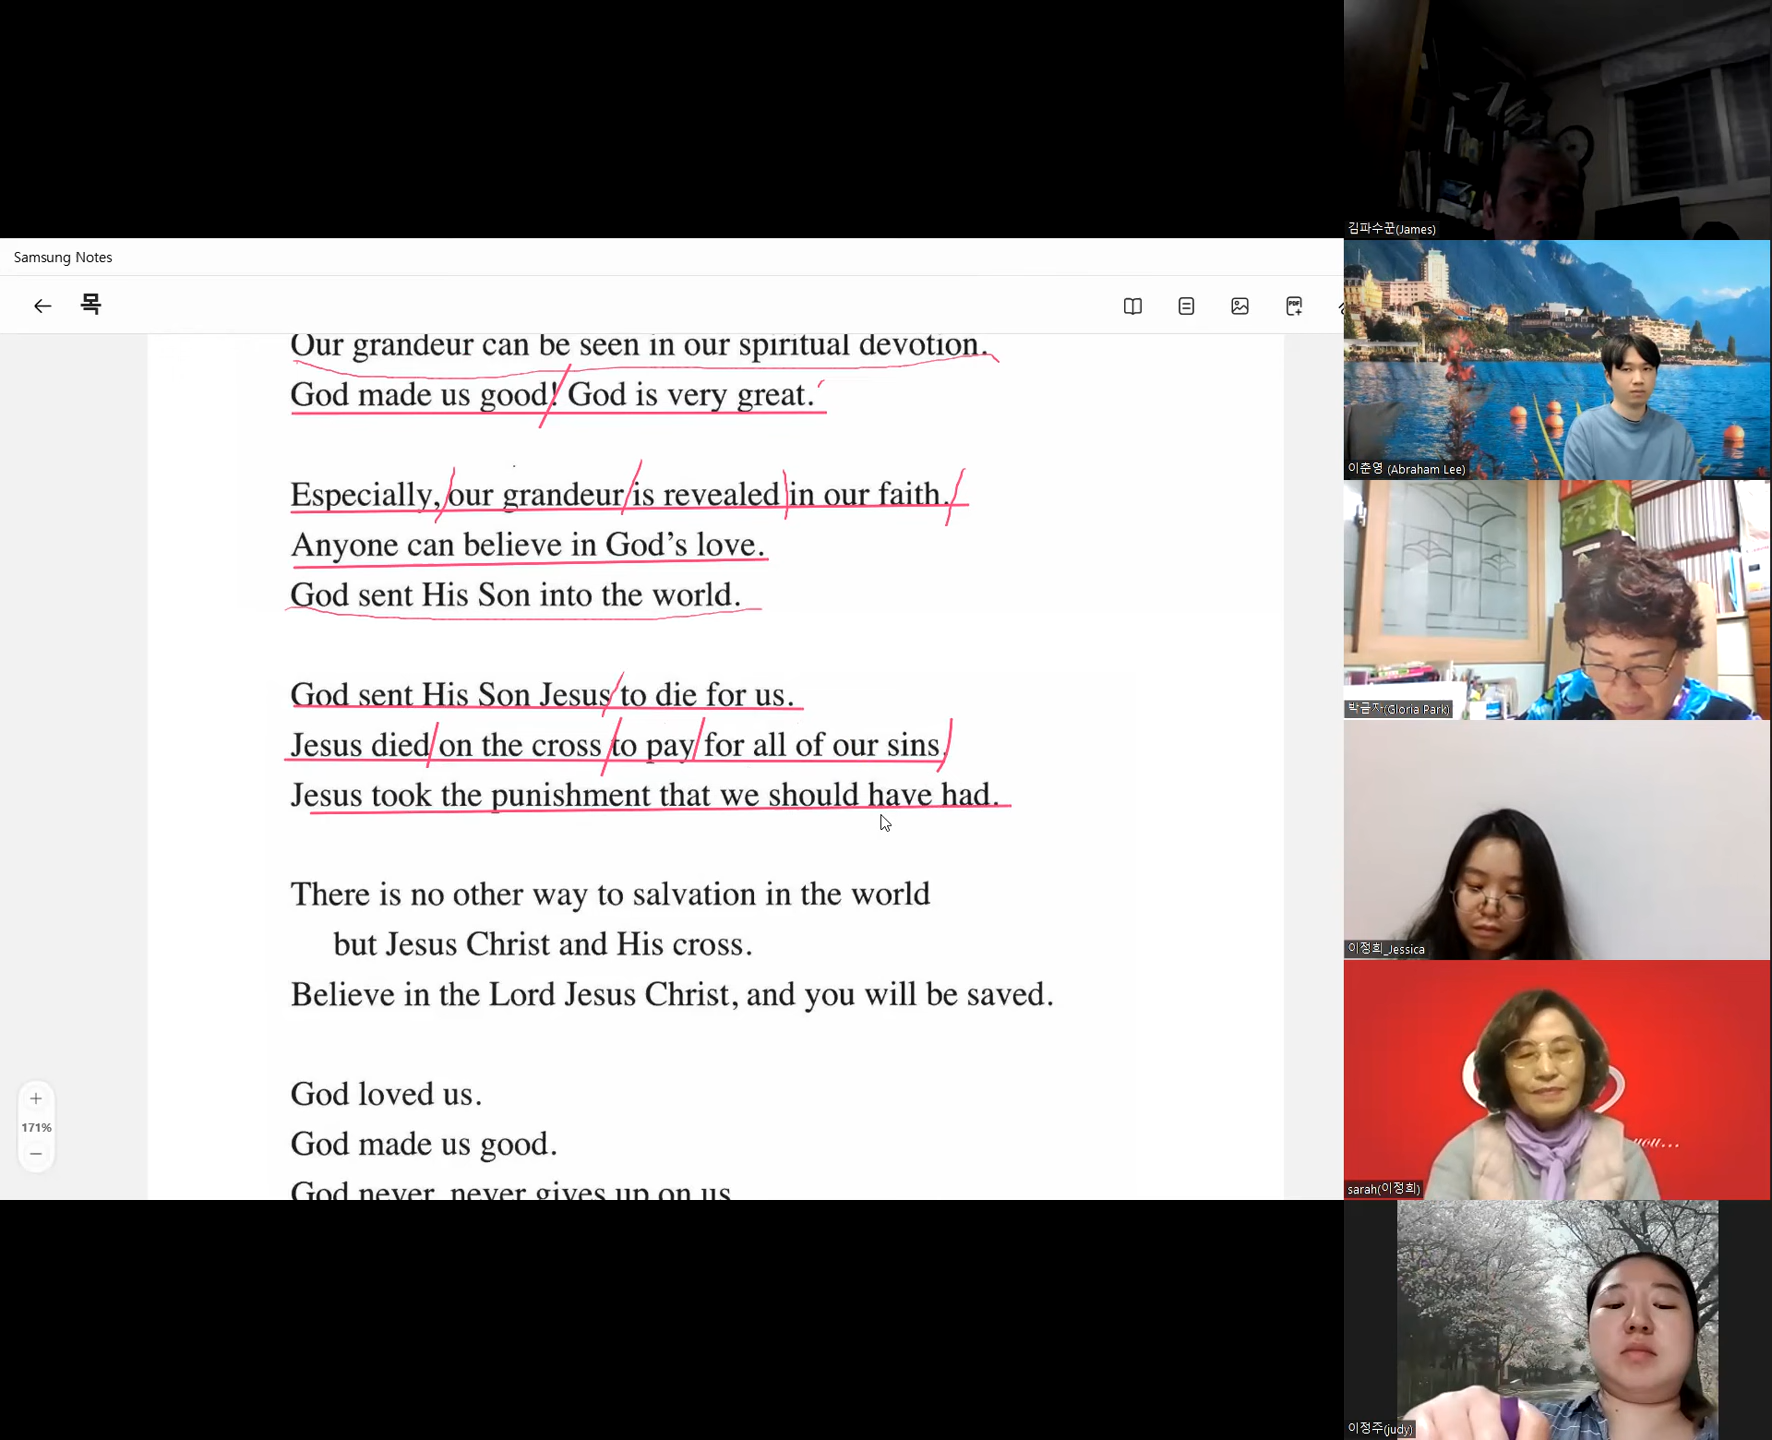 Samsung Notes
목
Our grandeur can be seen in our spiritual devotion.
God made us good! God is very great.
Especially, our grandeur is revealed in our faith.
Anyone can believe in God's love.
God sent His Son into the world.
God sent His Son Jesus to die for us.
Jesus died on the cross to pay for all of our sins.
Jesus took the punishment that we should have had.
There is no other way to salvation in the world
but Jesus Christ and His cross.
Believe in the Lord Jesus Christ, and you will be saved.
God loved us.
God made us good.
God never, never gives up on us
171%
PDF
김파수꾼(James)
이춘영 (Abraham Lee)
박금자(Gloria Park)
이정희_Jessica
you...
sarah(이정희)
이정주(judy)